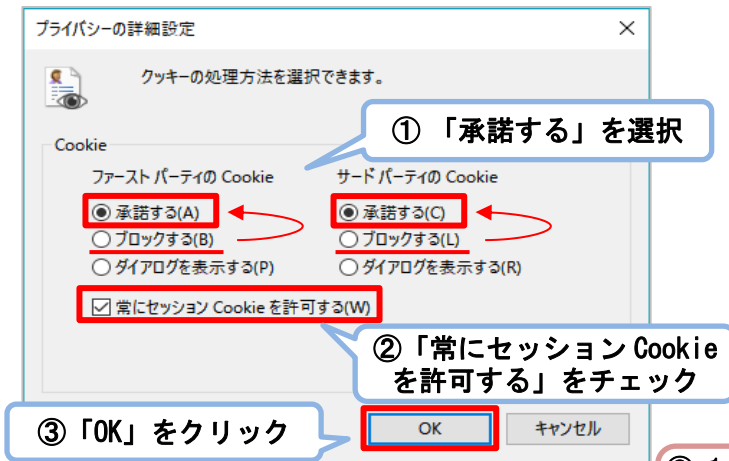 プライバシーの詳細設定
クッキーの処理方法を選択できます。
① 「承諾する」を選択
Cookie
ファースト パーティの Cookie
サード パーティの Cookie
承諾する(A)
承諾する(C)
ブロックする(B)
ブロックする(L)
ダイアログを表示する(P)
ダイアログを表示する(R)
常にセッション Cookie を許可する(W)
②「常にセッション Cookie
を許可する」をチェック
③「OK」をクリック
OK
キャンセル